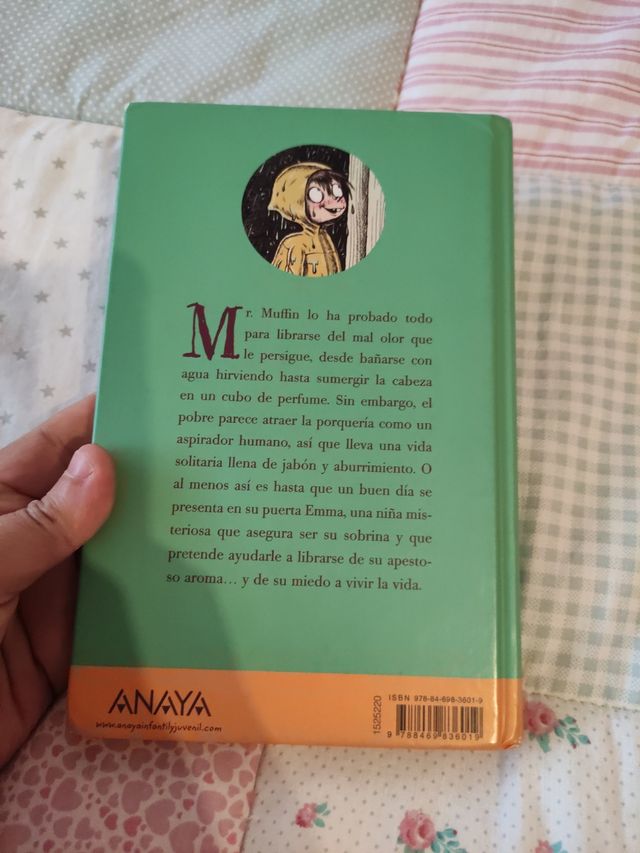 Mr. Muffin lo ha probado todo
para librarse del mal olor que
le persigue, desde bañarse con
agua hirviendo hasta sumergir la cabeza
en un cubo de perfume. Sin embargo, el
pobre parece atraer la porquería como un
aspirador humano, así que lleva una vida
solitaria llena de jabón y aburrimiento. O
al menos así es hasta que un buen día se
presenta en su puerta Emma, una niña mis-
teriosa que asegura ser su sobrina y que
pretende ayudarle a librarse de su apesto-
so aroma... y de su miedo a vivir la vida.
ANAYA
www.anayainfantilyjuvenil.com
1525220
ISBN 978-84-698-3601-9
9 788469 836019